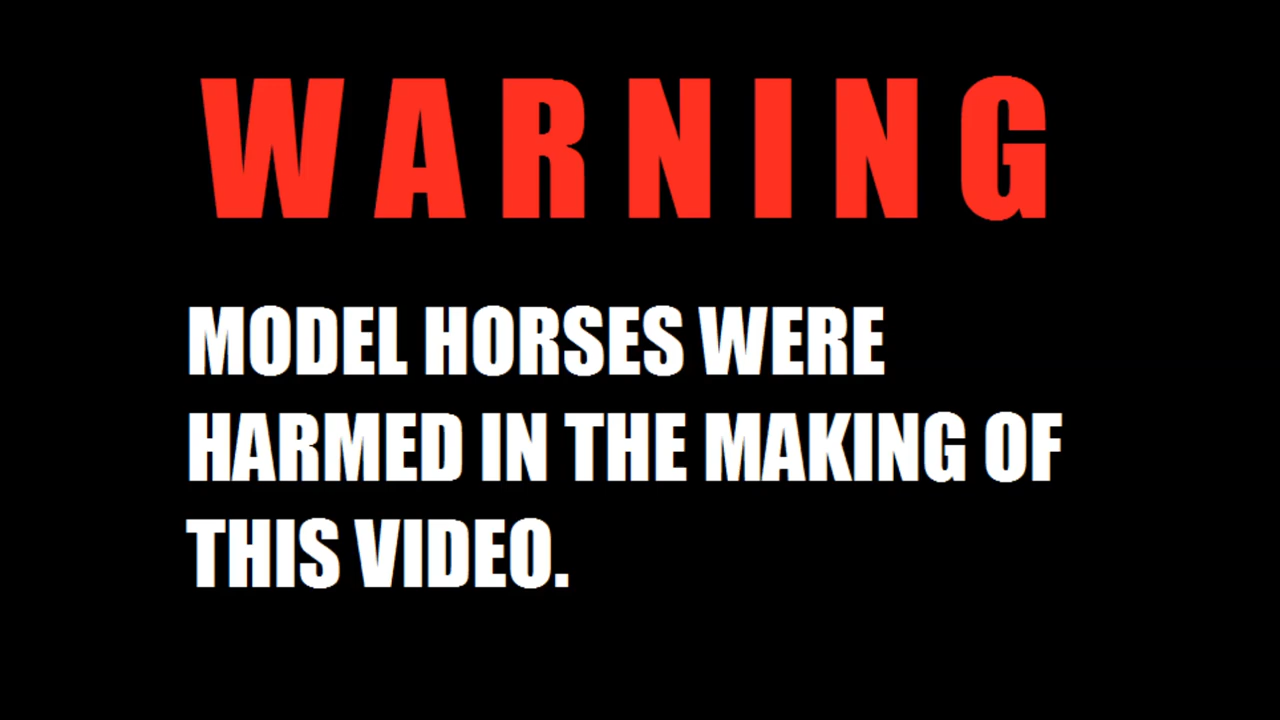 WARNING
MODEL HORSES WERE
HARMED IN THE MAKING OF
THIS VIDEO.